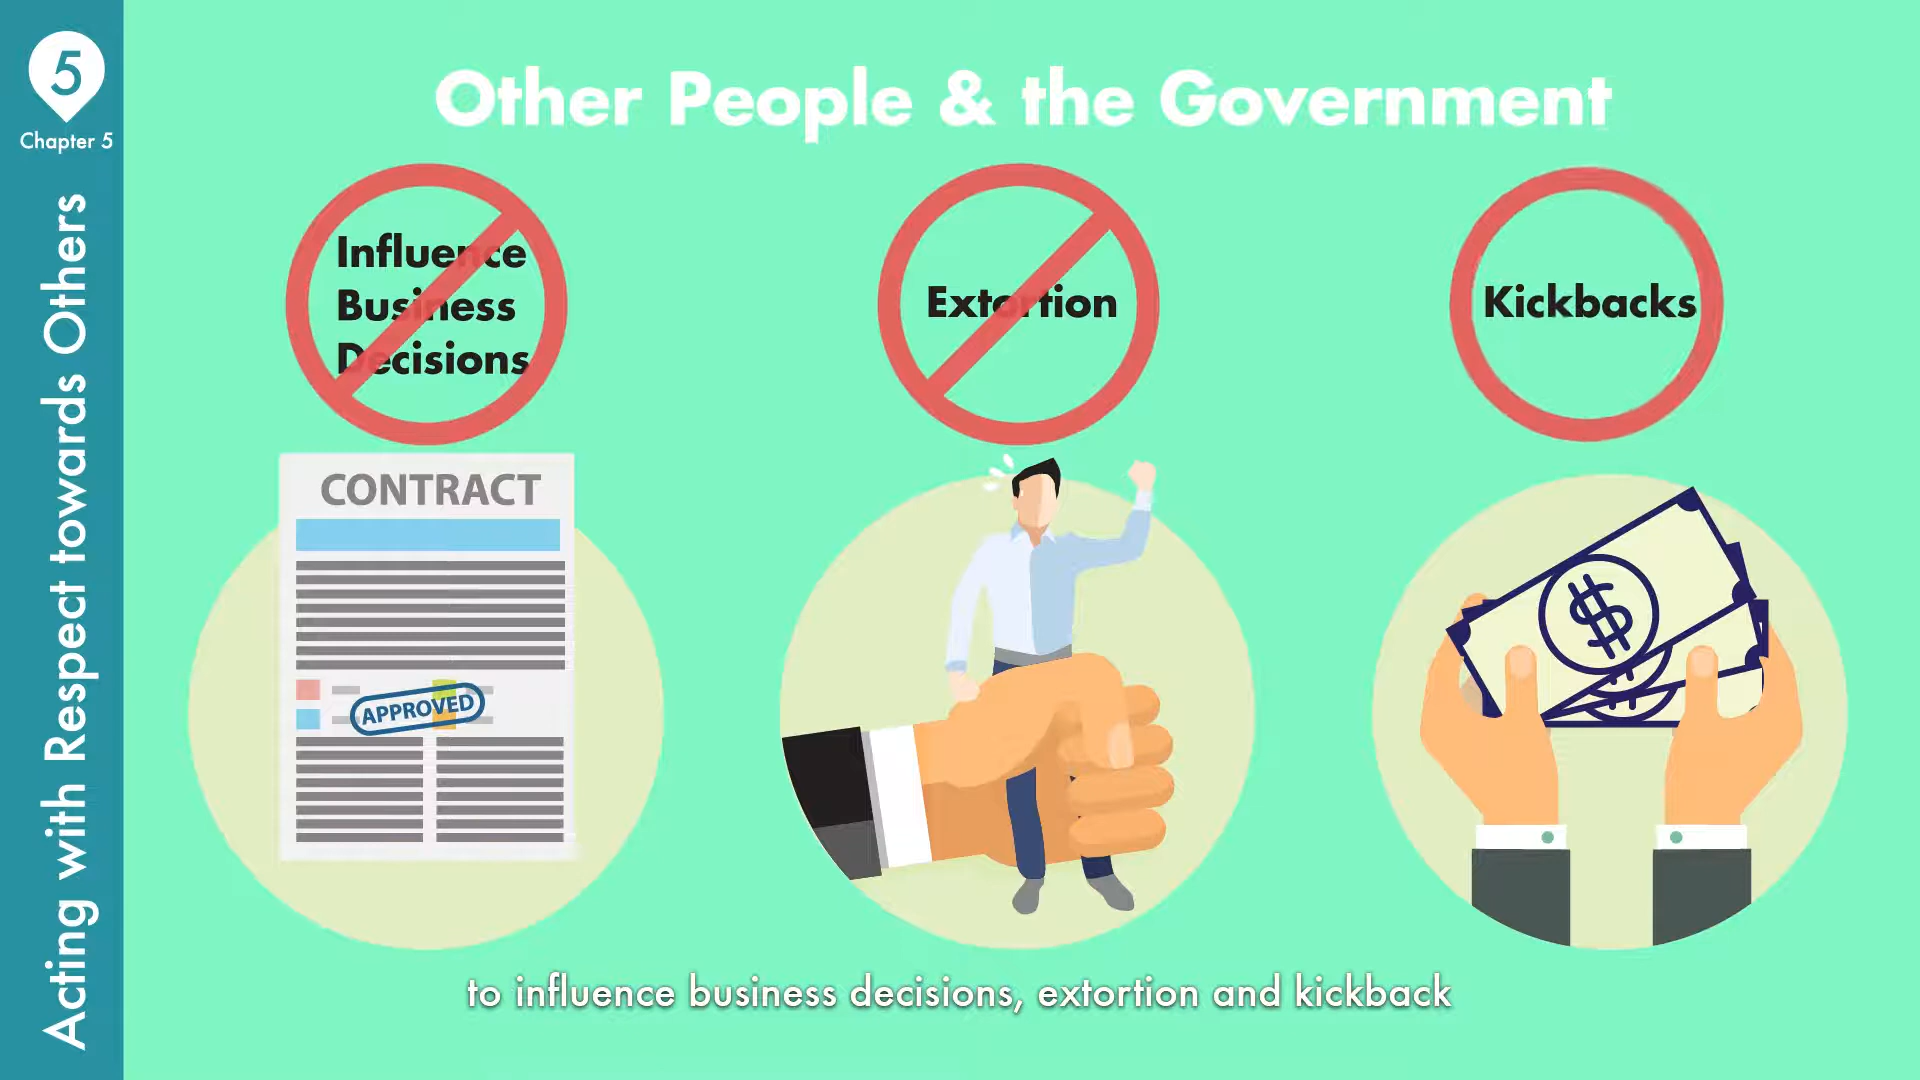 5
Chapter 5
Acting with Respect towards Others
Other People & the Government
Influence
Business
Decisions
Extortion
Kickbacks
CONTRACT
APPROVED
$
to influence business decisions, extortion and kickback